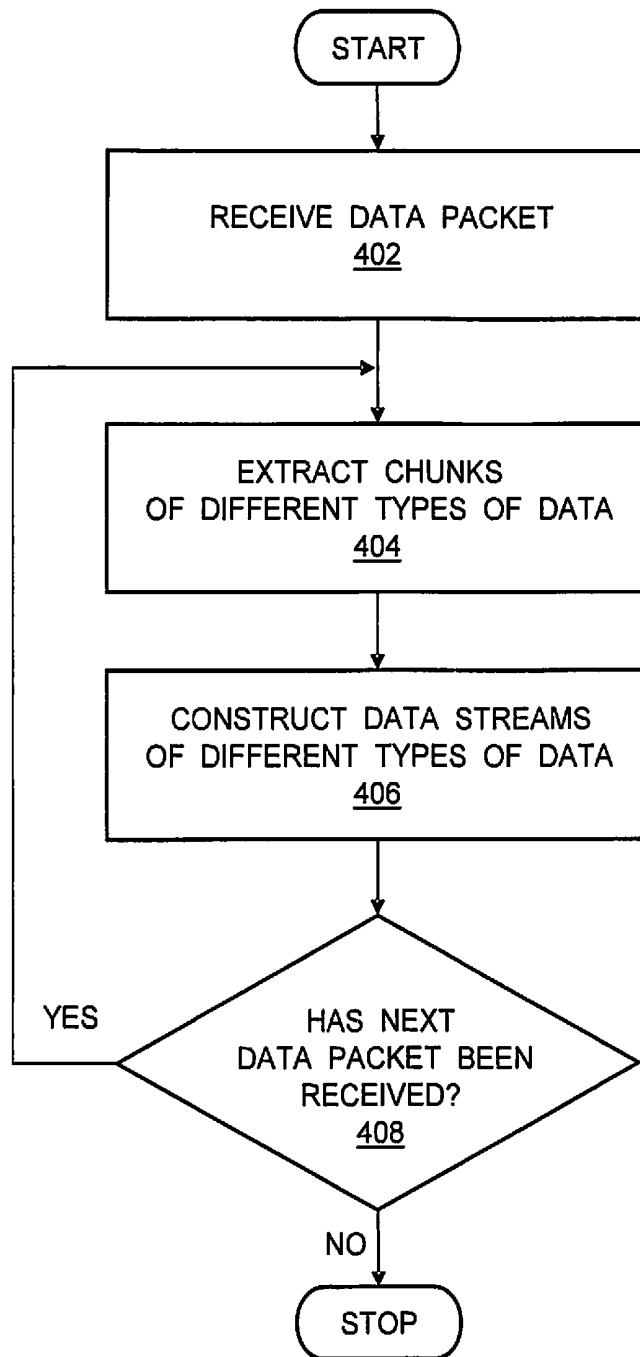 START
RECEIVE DATA PACKET
402
EXTRACT CHUNKS
OF DIFFERENT TYPES OF DATA
404
CONSTRUCT DATA STREAMS
OF DIFFERENT TYPES OF DATA
406
YES
HAS NEXT
DATA PACKET BEEN
RECEIVED?
408
NO
STOP